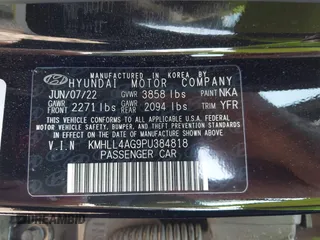 MANUFACTURED IN KOREA BY
HYUNDAI MOTOR COMPANY
JUN/07/22 GVWR 3858 lbs PAINT NKA
GAWR FRONT 2271 lbs GAWR REAR 2094 lbs TRIM YFR
THIS VEHICLE CONFORMS TO ALL APPLICABLE
FEDERAL MOTOR VEHICLE SAFETY, BUMPER, AND THEFT
PREVENTION STANDARDS IN EFFECT ON THE DATE OF
MANUFACTURE SHOWN ABOVE.
V.I.N KMHLL4AG9PU384818
PASSENGER CAR
DREAMBID